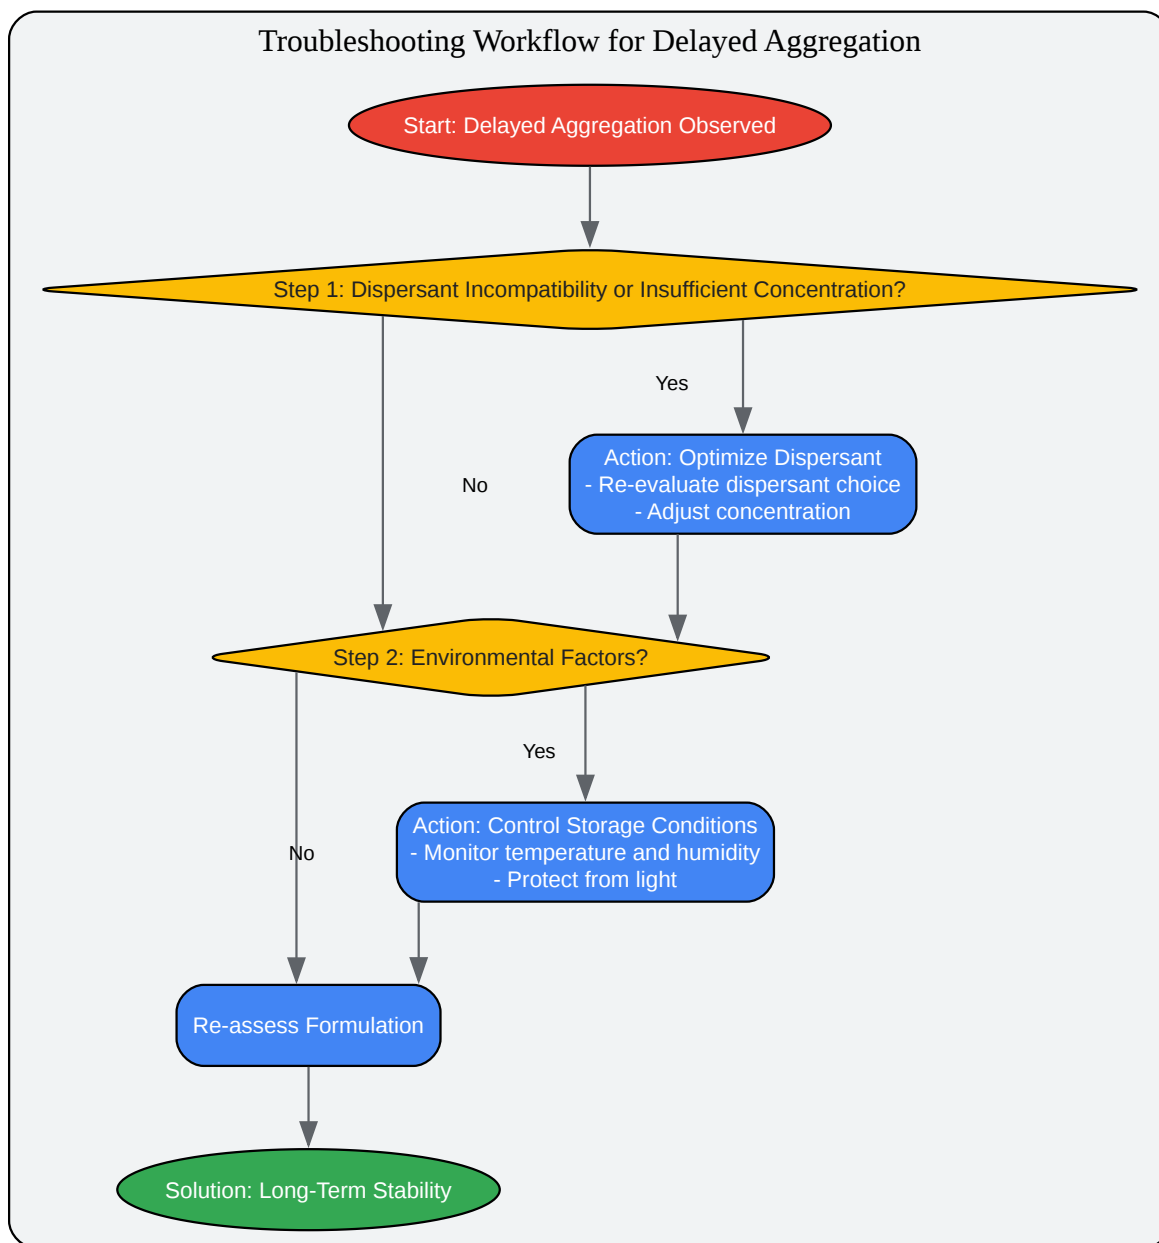 Troubleshooting Workflow for Delayed Aggregation
Start: Delayed Aggregation Observed
Step 1: Dispersant Incompatibility or Insufficient Concentration?
Yes
Action: Optimize Dispersant
- Re-evaluate dispersant choice
- Adjust concentration
No
Step 2: Environmental Factors?
Yes
Action: Control Storage Conditions
- Monitor temperature and humidity
- Protect from light
No
Re-assess Formulation
Solution: Long-Term Stability